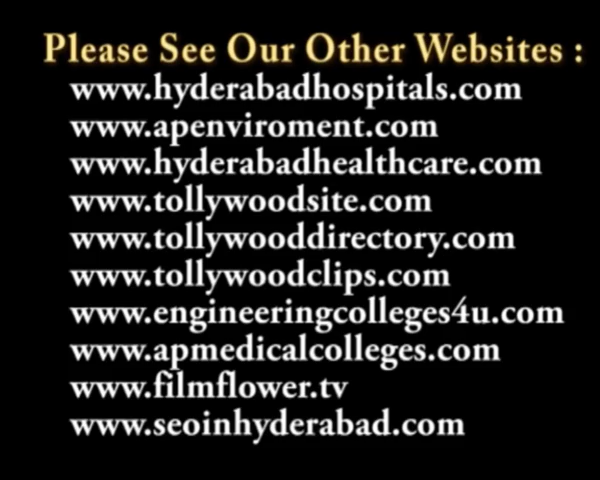 Please See Our Other Websites :
www.hyderabadhospitals.com
www.apenviroment.com
www.hyderabadhealthcare.com
www.tollywoodsite.com
www.tollywooddirectory.com
www.tollywoodclips.com
www.engineeringcolleges4u.com
www.apmedicalcolleges.com
www.filmflower.tv
www.seoinhyderabad.com